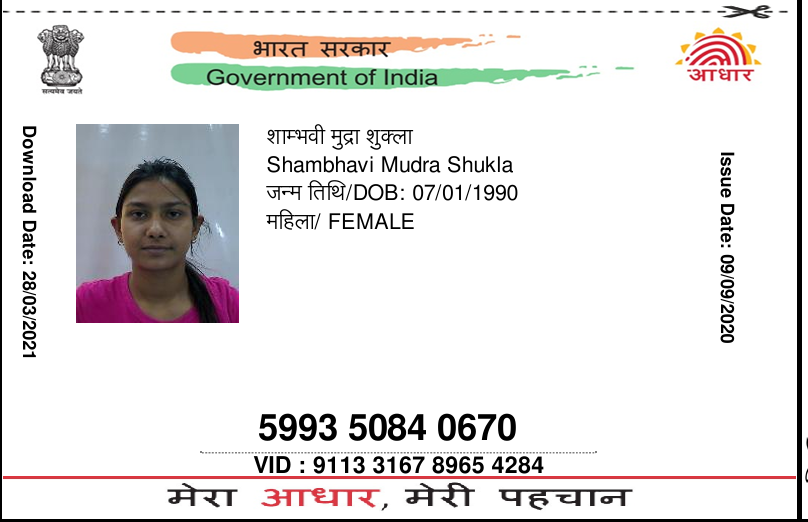 भारत सरकार
Government of India
सत्यमेव जयते
आधार
Download Date: 28/03/2021
शाम्भवी मुद्रा शुक्ला
Shambhavi Mudra Shukla
जन्म तिथि/DOB: 07/01/1990
महिला/ FEMALE
Issue Date: 09/09/2020
5993 5084 0670
VID : 9113 3167 8965 4284
मेरा आधार, मेरी पहचान